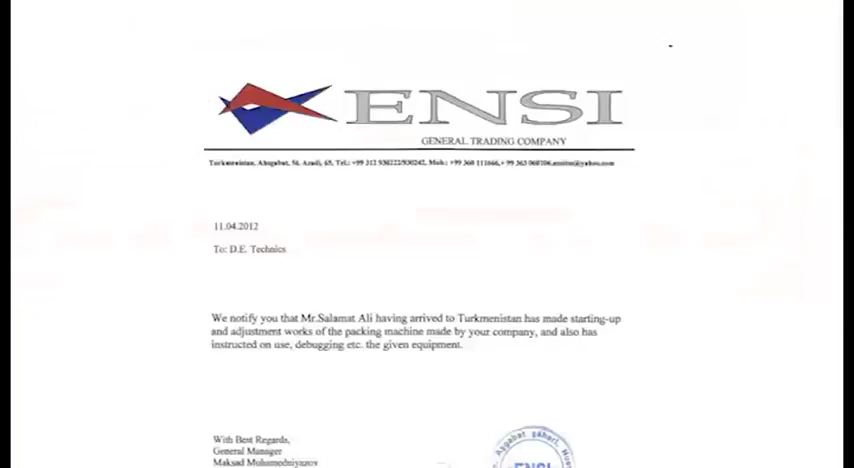 ENSI
GENERAL TRADING COMPANY
11.04.2012
To: D.E. Technics
We notify you that Mr.Salamat Ali having arrived to Turkmenistan has made starting-up
and adjustment works of the packing machine made by your company, and also has
instructed on use, debugging etc. the given equipment.
With Best Regards,
General Manager
Maksad
ENSI